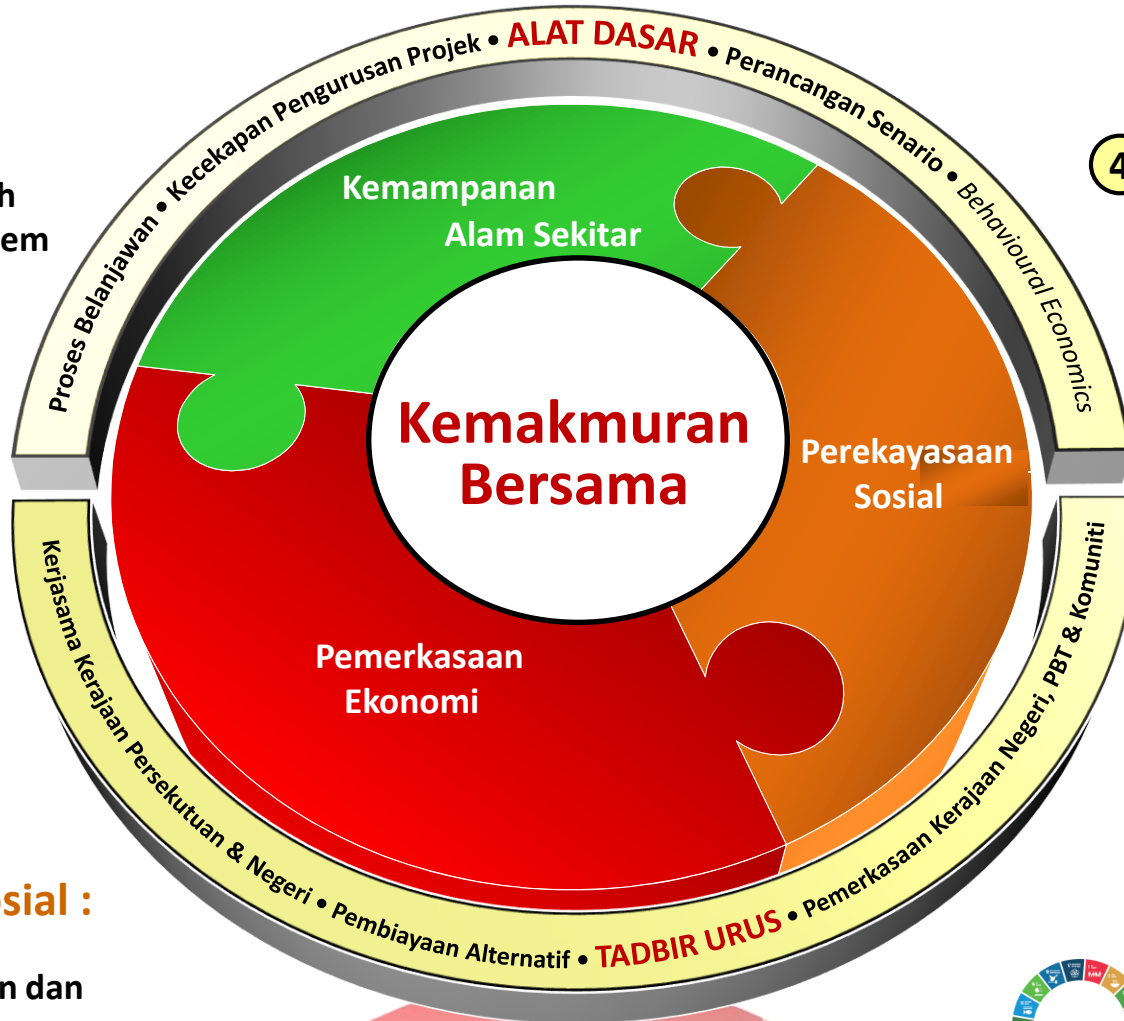 Proses Belanjawan • Kecekapan Pengurusan Projek • ALAT DASAR • Perancangan Senario • Behavioural Economics
4
h
em
Kemampanan
Alam Sekitar
Kemakmuran
Bersama
Perekayasaan
Sosial
Pemerkasaan
Ekonomi
Kerjasama Kerajaan Persekutuan & Negeri • Pembiayaan Alternatif • TADBIR URUS • Pemerkasaan Kerajaan Negeri, PBT & Komuniti
sial :
n dan